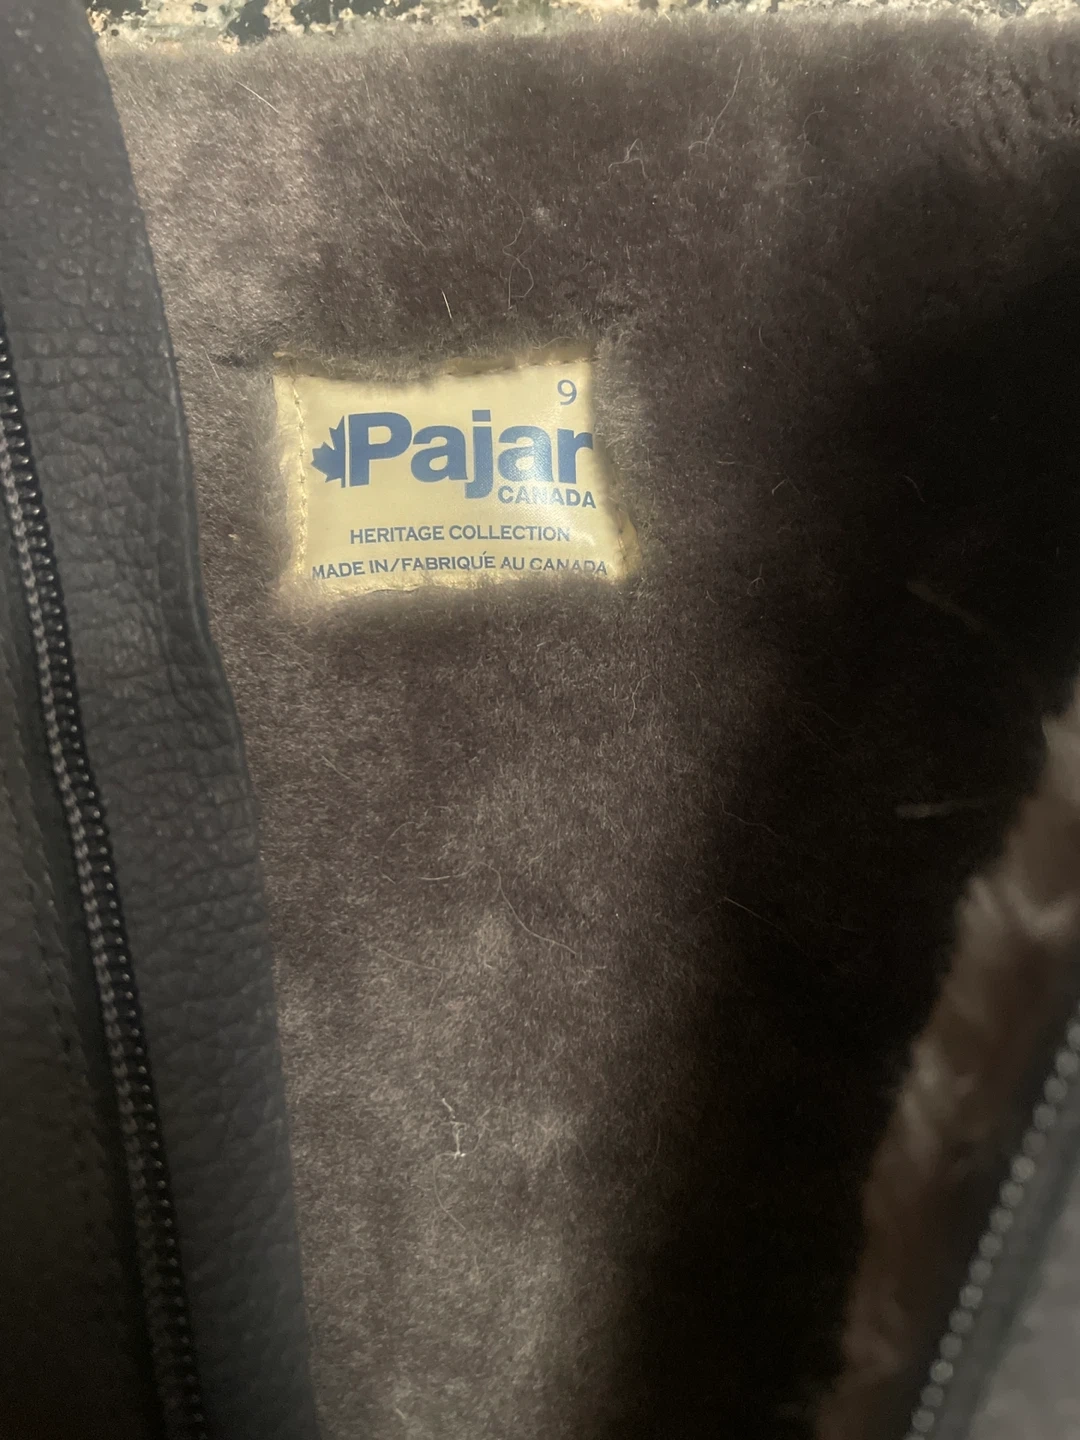 9
Pajar
CANADA
HERITAGE COLLECTION
MADE IN/FABRIQUÉ AU CANADA